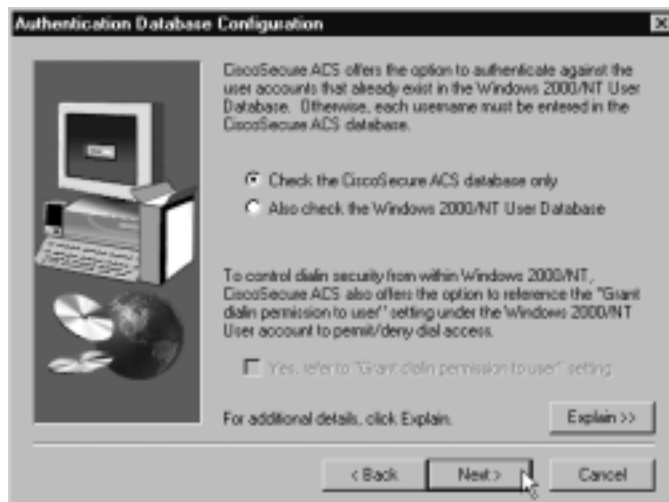 Authentication Database Configuration
CiscoSecure ACS offers the option to authenticate against the
user accounts that already exist in the Windows 2000/NT User
Database. Otherwise, each username must be entered in the
CiscoSecure ACS database.
Check the CiscoSecure ACS database only
Also check the Windows 2000/NT User Database
To control dialin security from within Windows 2000/NT,
CiscoSecure ACS also offers the option to reference the "Grant
dialin permission to user" setting under the Windows 2000/NT
User account to permit/deny dial access.
Yes, refer to "Grant dialin permission to user" setting
For additional details, click Explain.
Explain >>
< Back
Next >
Cancel